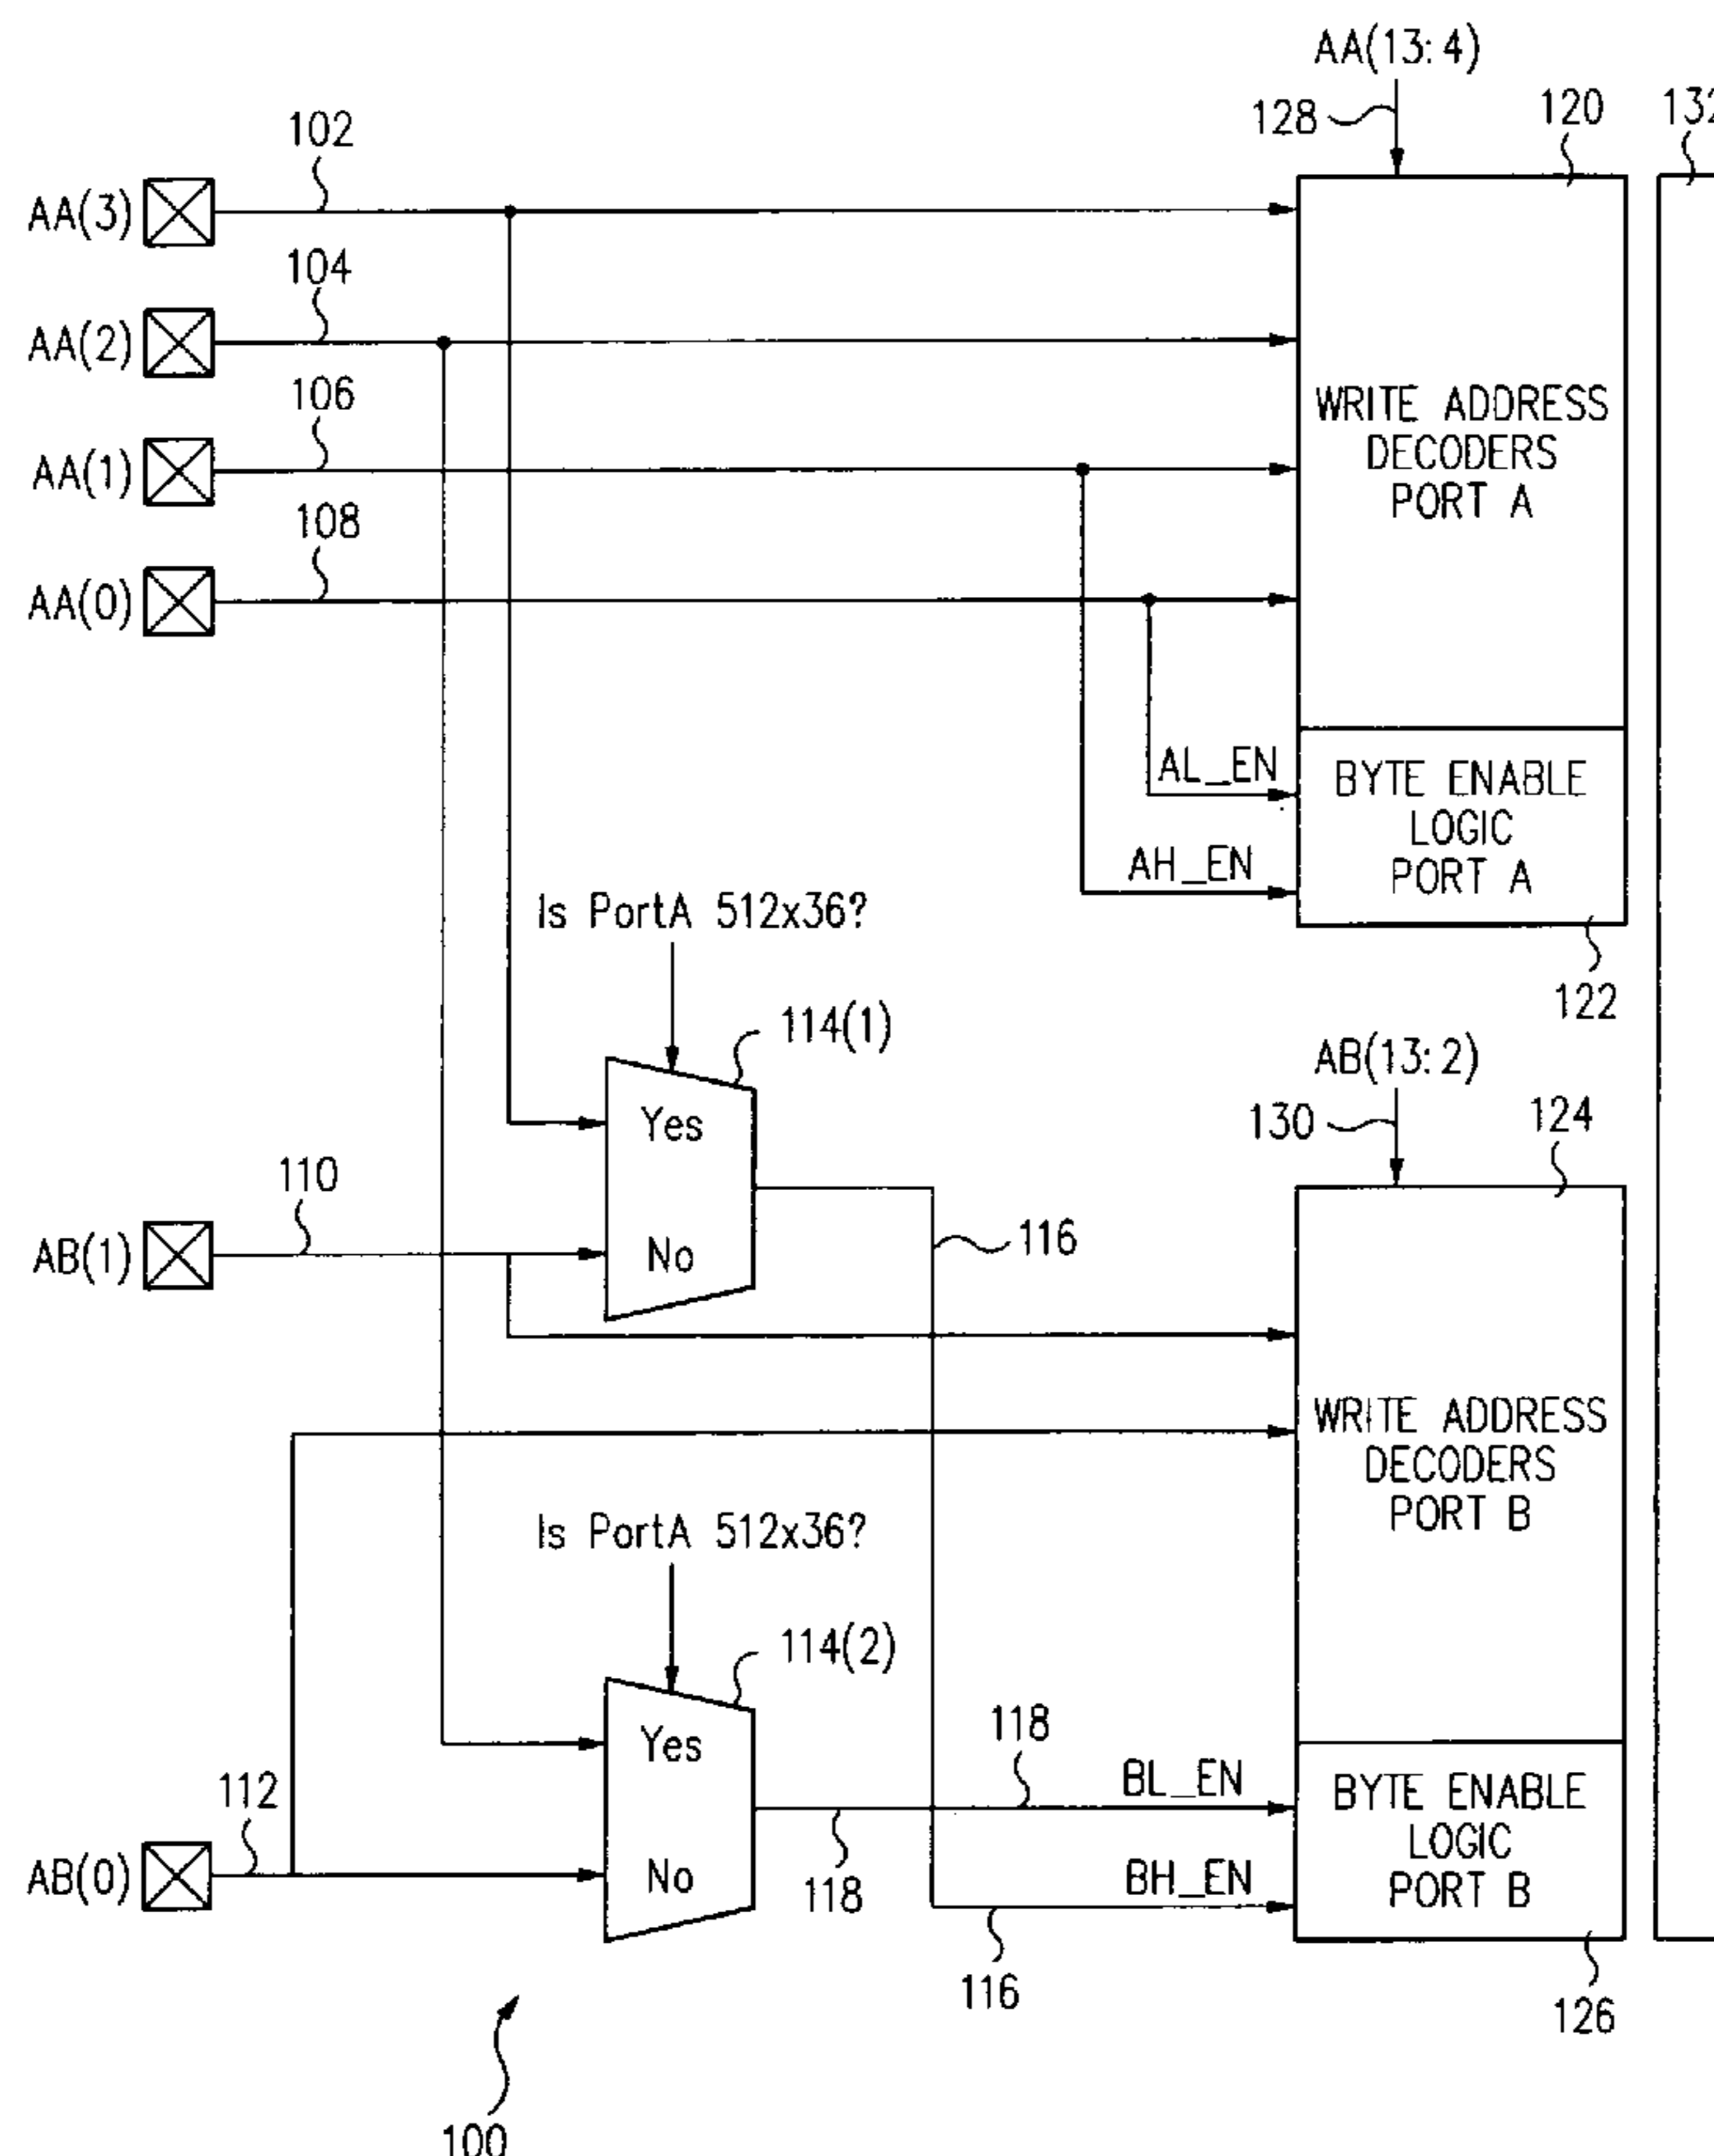 AA(13:4)
128
120
132
102
AA(3)
104
AA(2)
106
AA(1)
108
AA(0)
WRITE ADDRESS
DECODERS
PORT A
AL_EN
AH_EN
BYTE ENABLE
LOGIC
PORT A
122
Is PortA 512x36?
114(1)
Yes
No
110
AB(1)
116
AB(13:2)
130
124
WRITE ADDRESS
DECODERS
PORT B
Is PortA 512x36?
114(2)
Yes
No
112
AB(0)
118
118
BL_EN
BH_EN
116
BYTE ENABLE
LOGIC
PORT B
126
100